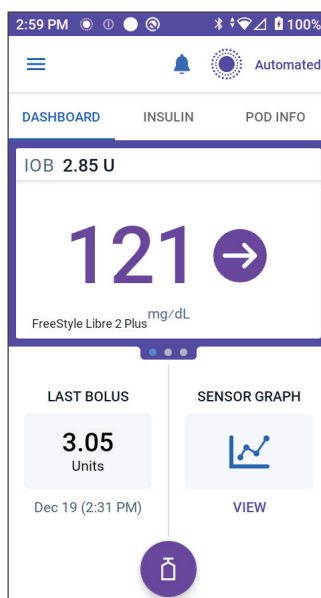 2:59 PM 100%
Automated
DASHBOARD INSULIN POD INFO
IOB 2.85 U
121
mg/dL
FreeStyle Libre 2 Plus
LAST BOLUS SENSOR GRAPH
3.05
Units
Dec 19 (2:31 PM) VIEW